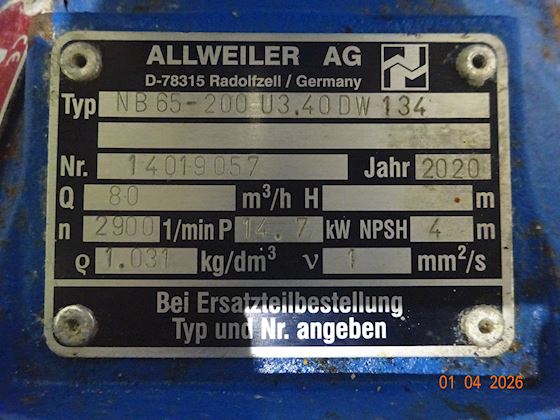 ALLWEILER AG
D-78315 Radolfzell / Germany
Typ NB 65-200 U3.40 DW 134
Nr. 14019057 Jahr 2020
Q 80 m³/h H m
n 2900 1/min P 14.7 kW NPSH 4 m
ϱ 1.031 kg/dm³ ν 1 mm²/s
Bei Ersatzteilbestellung
Typ und Nr. angeben
01 04 2026